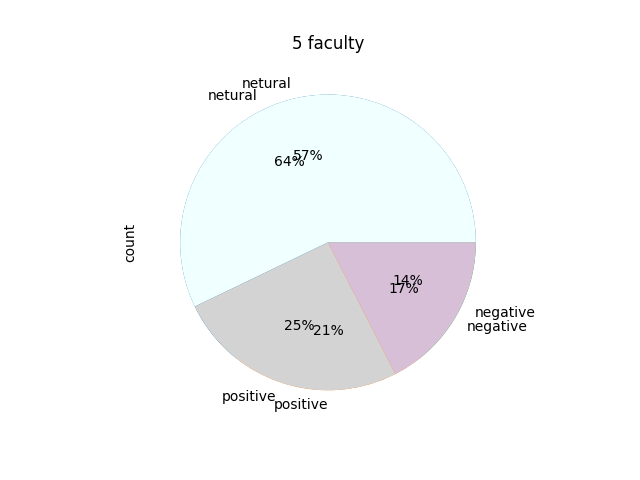 5 faculty
netural
netural
57%
64%
count
14%
17%
25%
21%
negative
negative
positive
positive